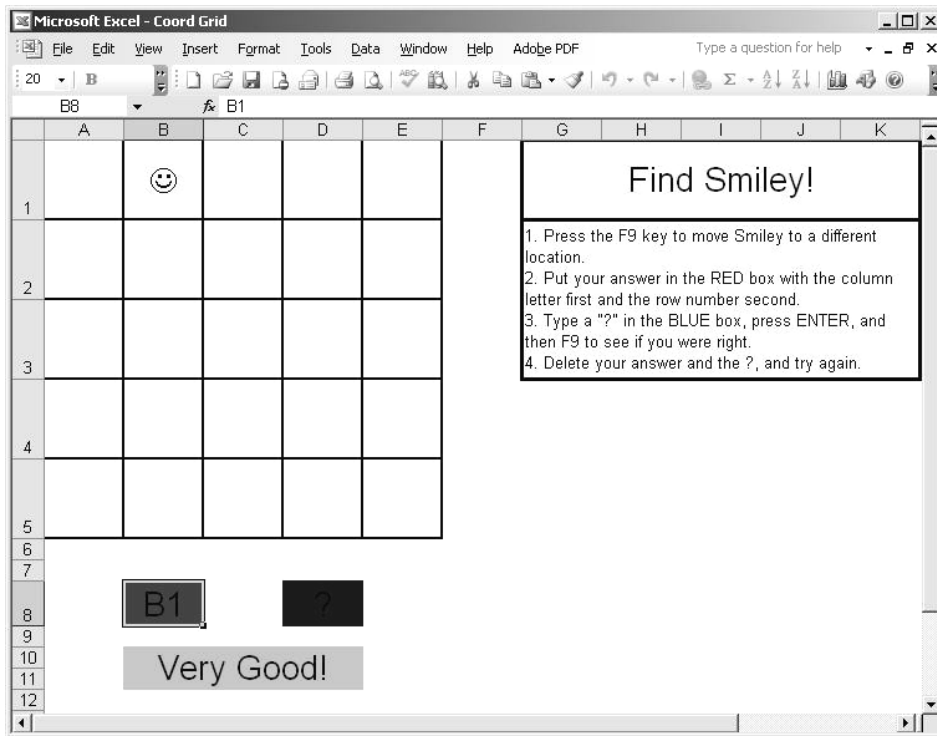 Microsoft Excel - Coord Grid
File Edit View Insert Format Tools Data Window Help Adobe PDF Type a question for help
20 B Σ
B8 fx B1
A B C D E F G H I J K
1
Find Smiley!
2
1. Press the F9 key to move Smiley to a different
location.
2. Put your answer in the RED box with the column
letter first and the row number second.
3. Type a "?" in the BLUE box, press ENTER, and
then F9 to see if you were right.
4. Delete your answer and the ?, and try again.
3
4
5
6
7
8 B1 ?
9
10 Very Good!
11
12